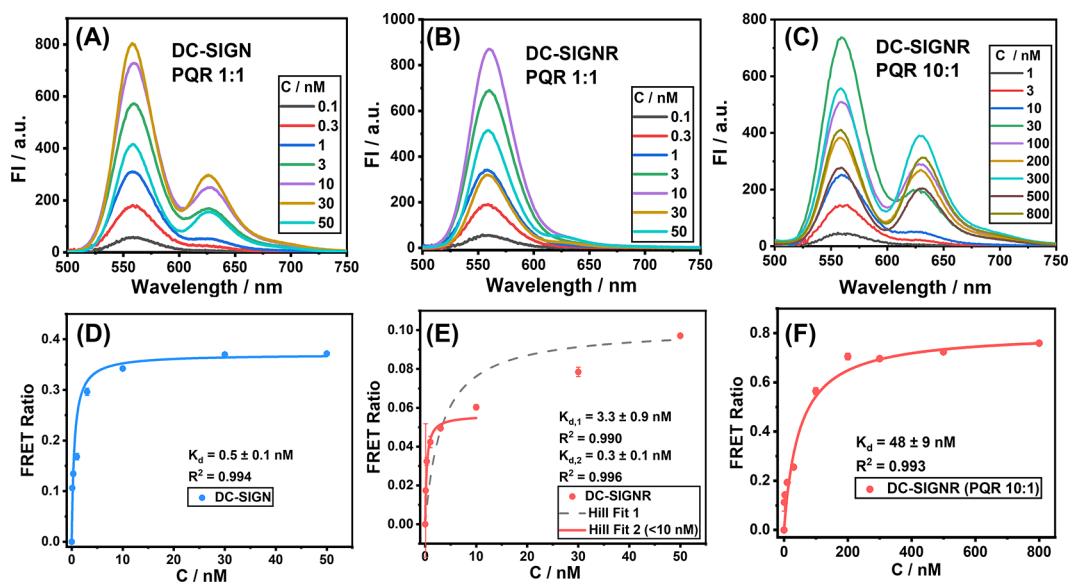 (A)
DC-SIGN
PQR 1:1
C / nM
0.1
0.3
1
3
10
30
50
FI / a.u.
800
600
400
200
0
500 550 600 650 700 750
Wavelength / nm
(B)
DC-SIGNR
PQR 1:1
C / nM
0.1
0.3
1
3
10
30
50
FI / a.u.
1000
800
600
400
200
0
500 550 600 650 700 750
Wavelength / nm
(C)
DC-SIGNR
PQR 10:1
C / nM
1
3
10
30
100
200
300
500
800
FI / a.u.
800
600
400
200
0
500 550 600 650 700 750
Wavelength / nm
(D)
FRET Ratio
0.4
0.3
0.2
0.1
0.0
Kd = 0.5 ± 0.1 nM
R² = 0.994
DC-SIGN
0 10 20 30 40 50
C / nM
(E)
FRET Ratio
0.10
0.08
0.06
0.04
0.02
0.00
Kd,1 = 3.3 ± 0.9 nM
R² = 0.990
Kd,2 = 0.3 ± 0.1 nM
R² = 0.996
DC-SIGNR
Hill Fit 1
Hill Fit 2 (<10 nM)
0 10 20 30 40 50
C / nM
(F)
FRET Ratio
0.8
0.6
0.4
0.2
0.0
Kd = 48 ± 9 nM
R² = 0.993
DC-SIGNR (PQR 10:1)
0 200 400 600 800
C / nM